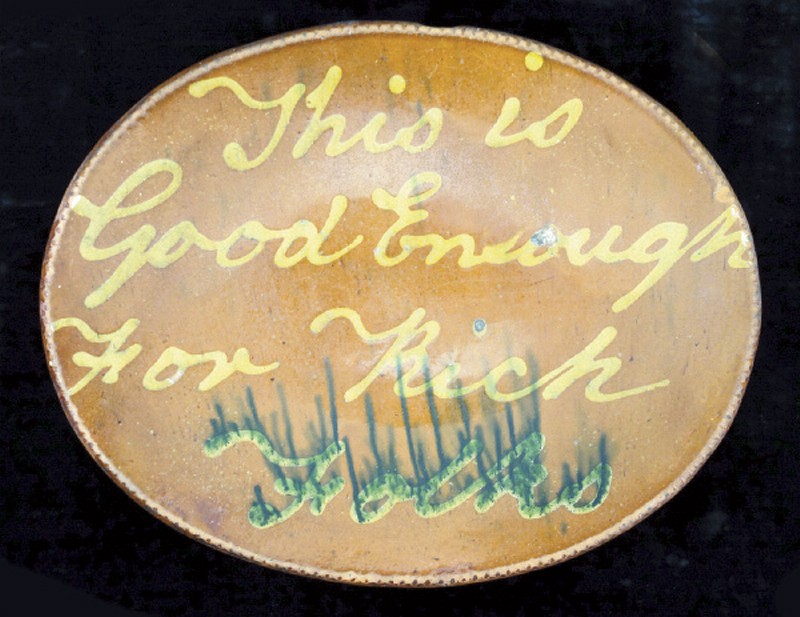 This is
Good Enough
For Rich
Folks